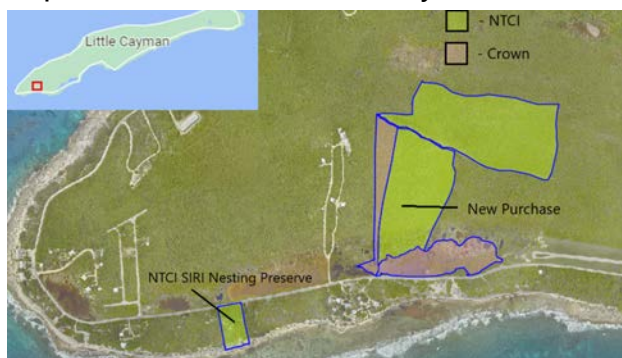 Little Cayman
- NTCI
- Crown
New Purchase
NTCI SIRI Nesting Preserve